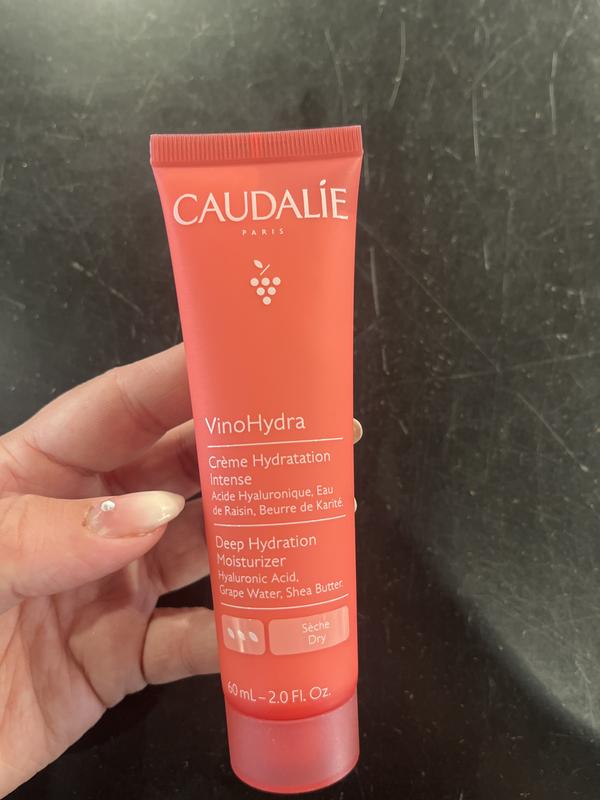 CAUDALÍE
PARIS
VinoHydra
Crème Hydratation
Intense
Acide Hyaluronique, Eau
de Raisin, Beurre de Karité.
Deep Hydration
Moisturizer
Hyaluronic Acid,
Grape Water, Shea Butter.
Sèche
Dry
60 mL – 2.0 Fl. Oz.